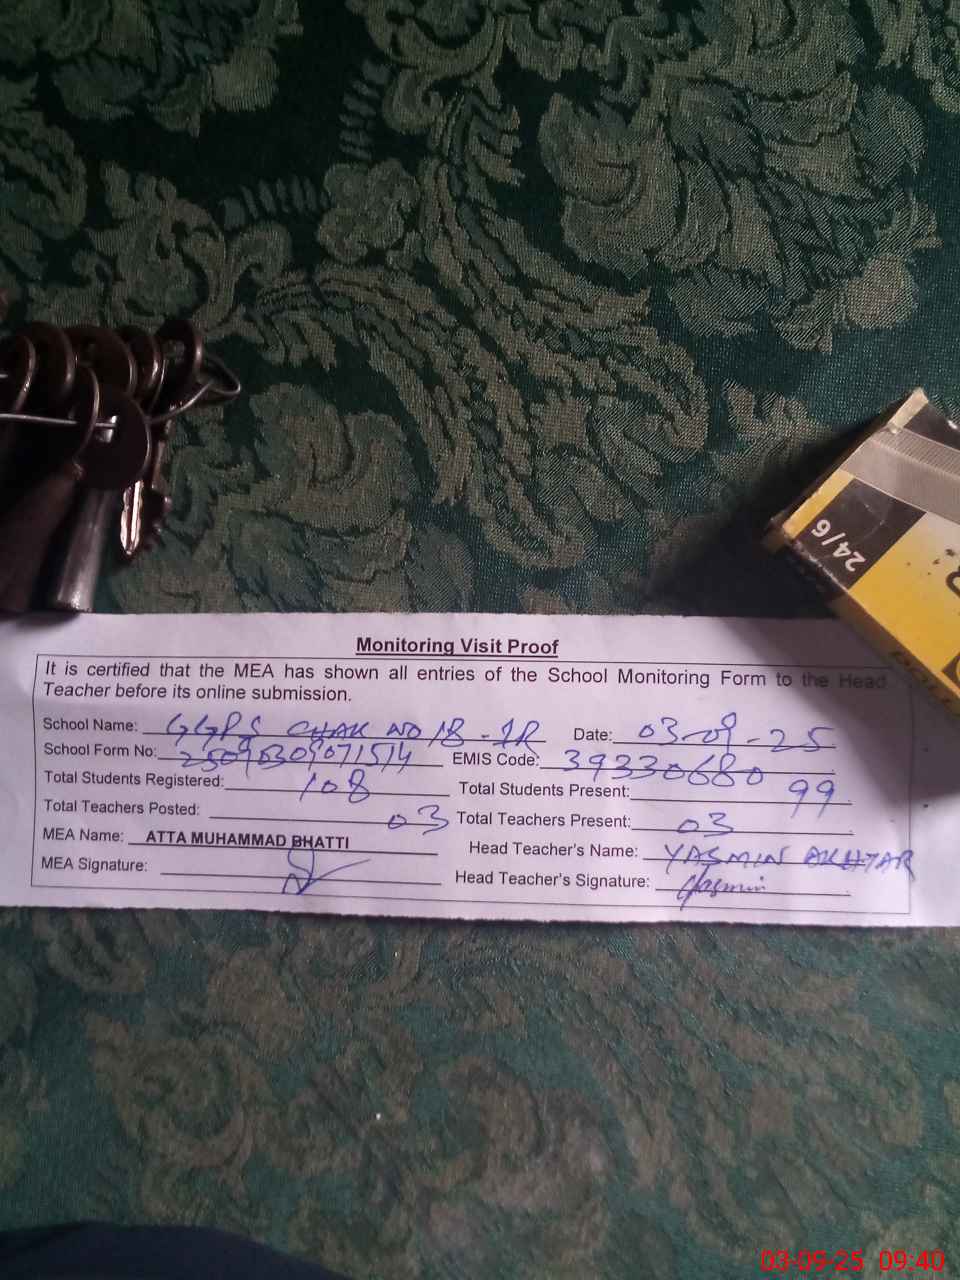 24/6
Monitoring Visit Proof
It is certified that the MEA has shown all entries of the School Monitoring Form to the Head
Teacher before its online submission.
School Name: GGPS CHAK NO 18-1R Date: 03-09-25
School Form No: 25090309071514 EMIS Code: 39330680
Total Students Registered: 108 Total Students Present: 99
Total Teachers Posted: 03 Total Teachers Present: 03
MEA Name: ATTA MUHAMMAD BHATTI Head Teacher's Name: YASMIN AKHTAR
MEA Signature: Head Teacher's Signature: Yasmin
03-09-25 09:40